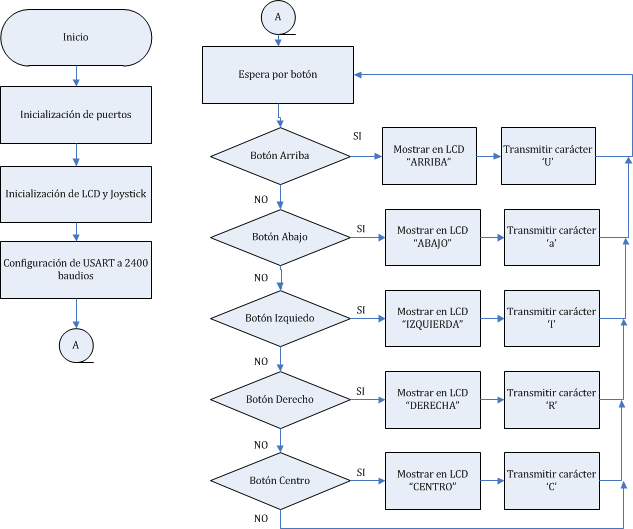 Inicio
Inicialización de puertos
Inicialización de LCD y Joystick
Configuración de USART a 2400
baudios
A
A
Espera por botón
Botón Arriba
SI
Mostrar en LCD
“ARRIBA”
Transmitir carácter
‘U’
NO
Botón Abajo
SI
Mostrar en LCD
“ABAJO”
Transmitir carácter
‘a’
NO
Botón Izquiedo
SI
Mostrar en LCD
“IZQUIERDA”
Transmitir carácter
‘I’
NO
Botón Derecho
SI
Mostrar en LCD
“DERECHA”
Transmitir carácter
‘R’
NO
Botón Centro
SI
Mostrar en LCD
“CENTRO”
Transmitir carácter
‘C’
NO